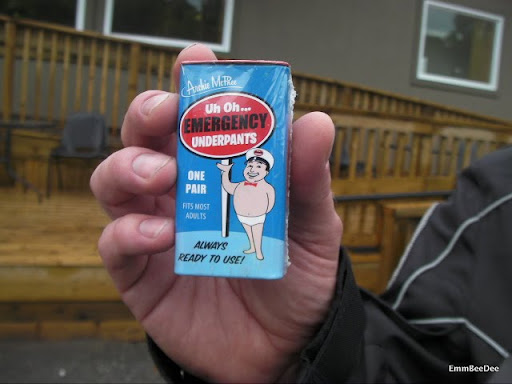 Archie McPhee
Uh Oh...
EMERGENCY
UNDERPANTS
ONE
PAIR
FITS MOST
ADULTS
ALWAYS
READY TO USE!
EmmBeeDee